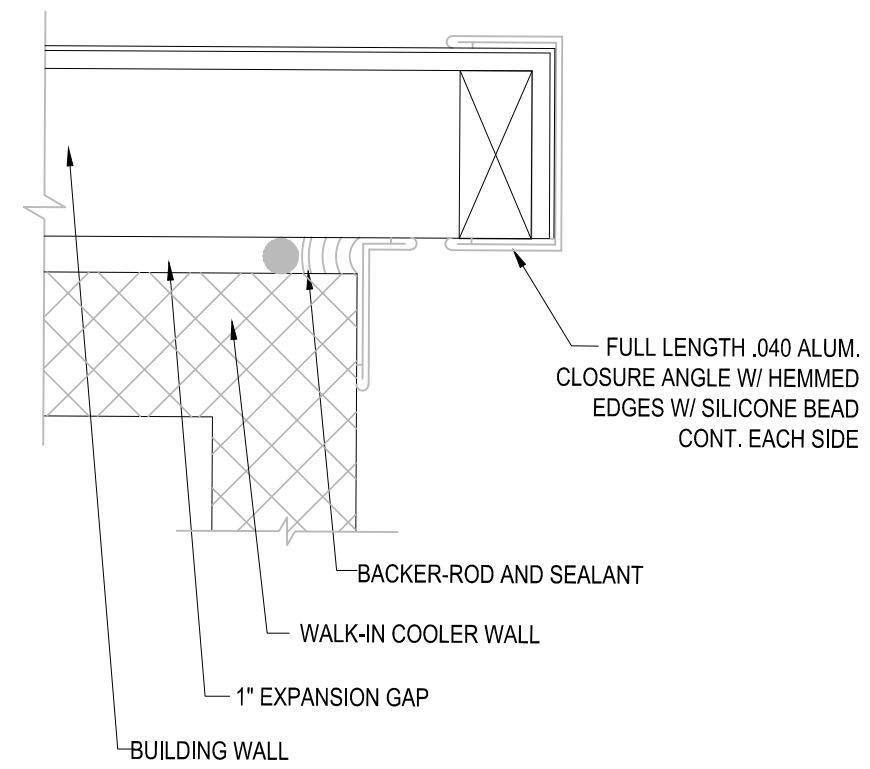 FULL LENGTH .040 ALUM.
CLOSURE ANGLE W/ HEMMED
EDGES W/ SILICONE BEAD
CONT. EACH SIDE
BACKER-ROD AND SEALANT
WALK-IN COOLER WALL
1" EXPANSION GAP
BUILDING WALL